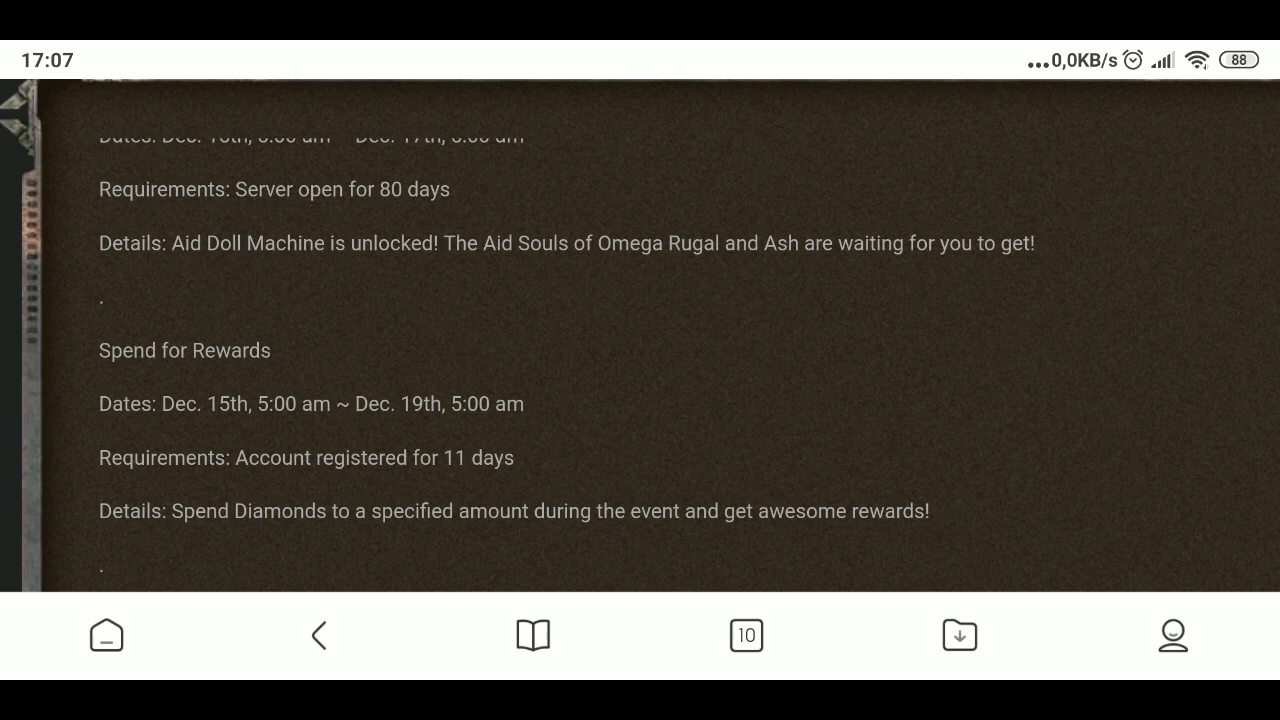 17:07
...0,0KB/s 88
Dates: Dec.
Requirements: Server open for 80 days
Details: Aid Doll Machine is unlocked! The Aid Souls of Omega Rugal and Ash are waiting for you to get!
.
Spend for Rewards
Dates: Dec. 15th, 5:00 am ~ Dec. 19th, 5:00 am
Requirements: Account registered for 11 days
Details: Spend Diamonds to a specified amount during the event and get awesome rewards!
.
10